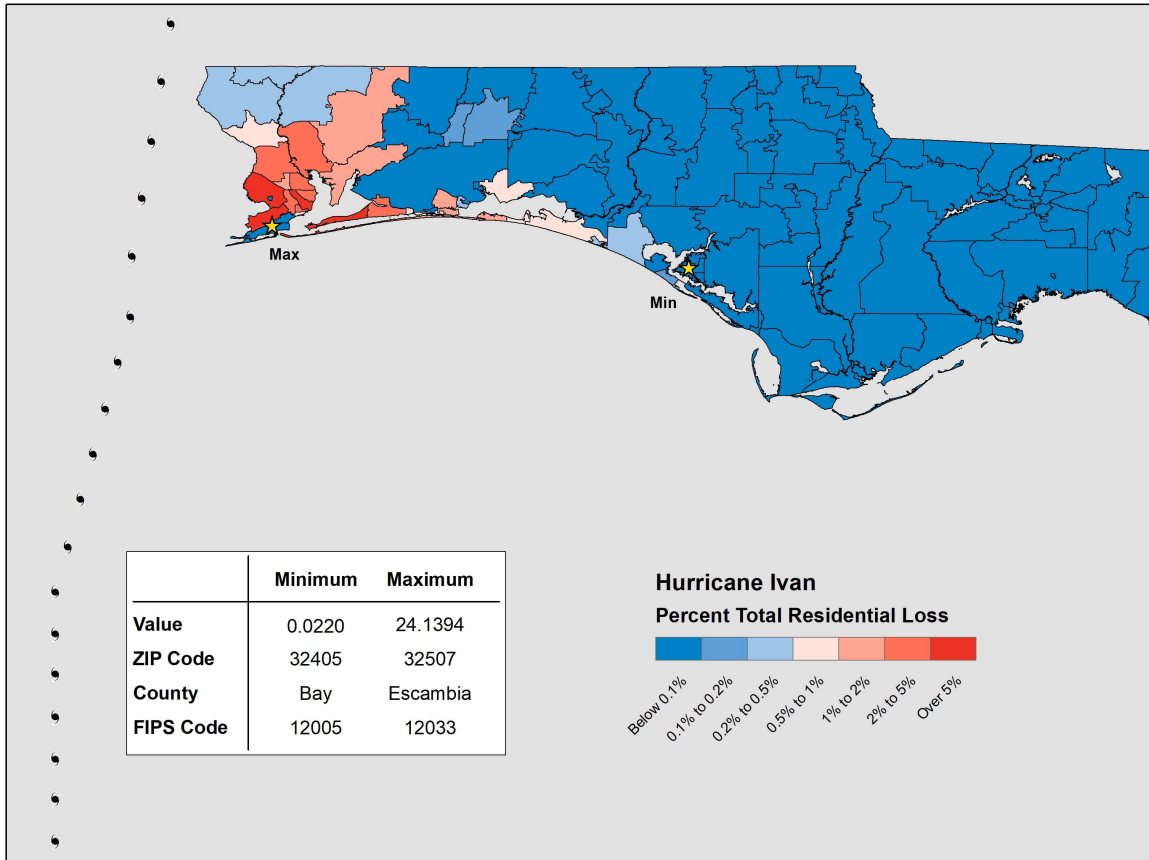 Max
Min
Minimum Maximum
Value 0.0220 24.1394
ZIP Code 32405 32507
County Bay Escambia
FIPS Code 12005 12033
Hurricane Ivan
Percent Total Residential Loss
Below 0.1%
0.1% to 0.2%
0.2% to 0.5%
0.5% to 1%
1% to 2%
2% to 5%
Over 5%